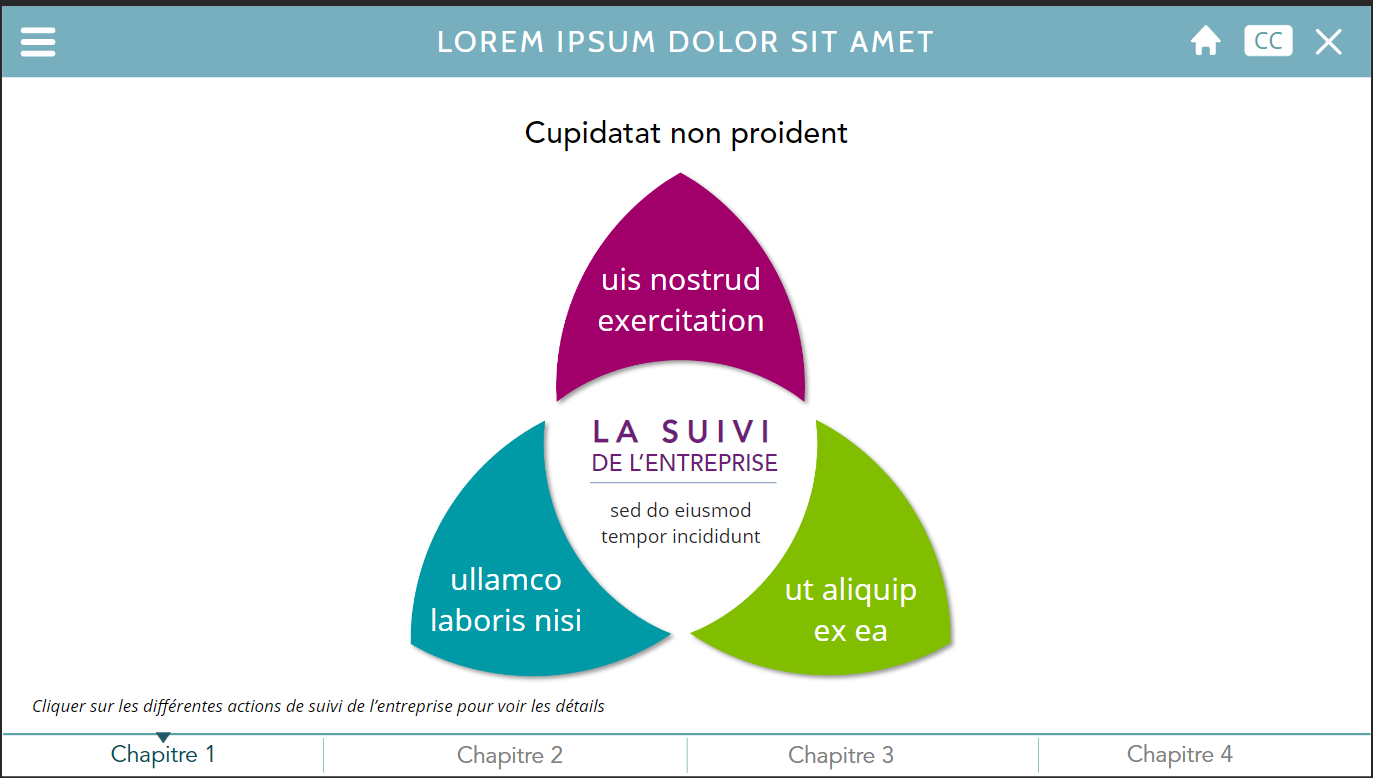 LOREM IPSUM DOLOR SIT AMET
CC
Cupidatat non proident
uis nostrud
exercitation
LA SUIVI
DE L’ENTREPRISE
sed do eiusmod
tempor incididunt
ullamco
laboris nisi
ut aliquip
ex ea
Cliquer sur les différentes actions de suivi de l’entreprise pour voir les détails
Chapitre 1
Chapitre 2
Chapitre 3
Chapitre 4